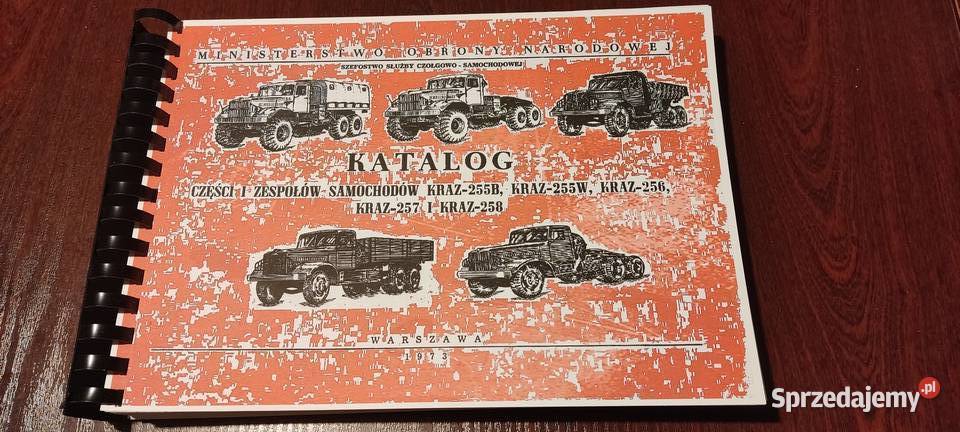 MINISTERSTWO OBRONY NARODOWEJ
SZEFOSTWO SŁUŻBY CZOŁGOWO - SAMOCHODOWEJ
KATALOG
CZĘŚCI I ZESPOŁÓW SAMOCHODÓW KRAZ-255B, KRAZ-255W, KRAZ-256,
KRAZ-257 I KRAZ-258
WARSZAWA
1973
Sprzedajemy.pl